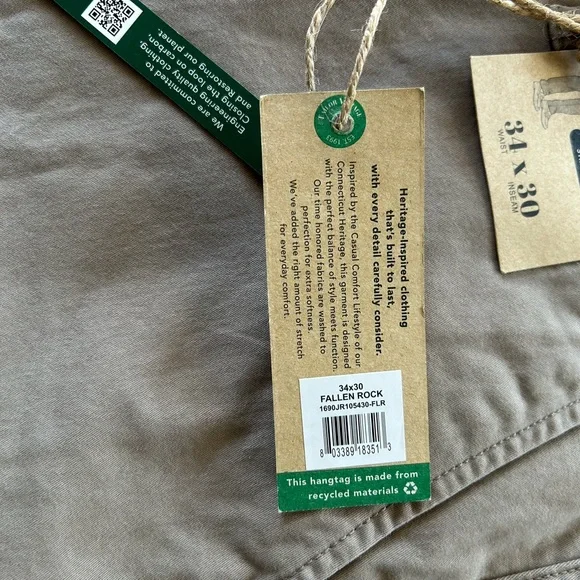 We are committed to
Engineering quality clothing,
Closing the loop on carbon,
and Restoring our planet.
EST 1993
Heritage-Inspired clothing
that's built to last,
with every detail carefully consider.
Inspired by the Casual Comfort Lifestyle of our
Connecticut Heritage, this garment is designed
with the perfect balance of style meets function.
Our time honored fabrics are washed to
perfection for extra softness.
We've added the right amount of stretch
for everyday comfort.
34x30
FALLEN ROCK
1690JR105430-FLR
8 03389 18351 3
This hangtag is made from
recycled materials
34 x 30
WAIST INSEAM